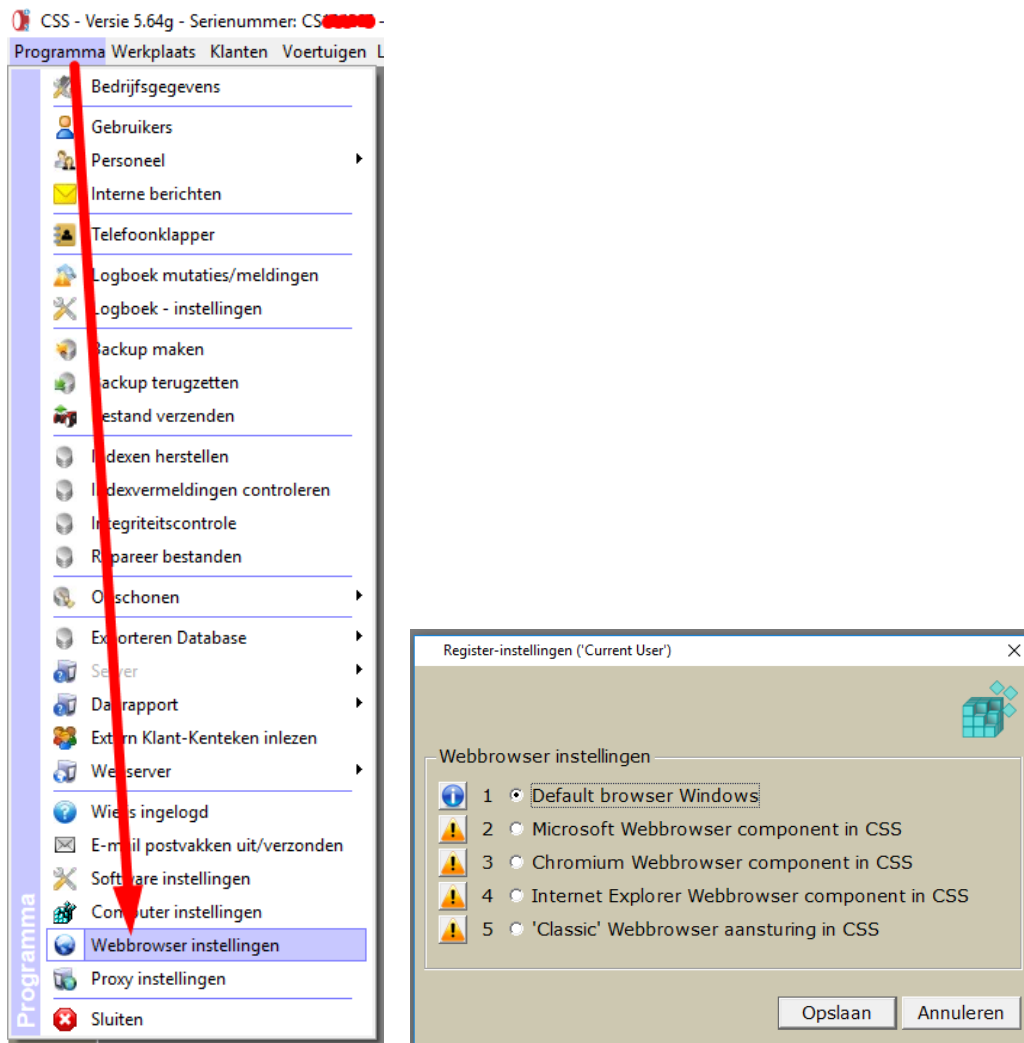 CSS - Versie 5.64g - Serienummer: CS
Programma Werkplaats Klanten Voertuigen L
Bedrijfsgegevens
Gebruikers
Personeel
Interne berichten
Telefoonklapper
Logboek mutaties/meldingen
Logboek - instellingen
Backup maken
Backup terugzetten
Bestand verzenden
Indexen herstellen
Indexvermeldingen controleren
Integriteitscontrole
Repareer bestanden
Opschonen
Exporteren Database
Server
Dagrapport
Extern Klant-Kenteken inlezen
Webserver
Wie is ingelogd
E-mail postvakken uit/verzonden
Software instellingen
Computer instellingen
Webbrowser instellingen
Proxy instellingen
Sluiten
Programma
Register-instellingen ('Current User')
Webbrowser instellingen
1 Default browser Windows
2 Microsoft Webbrowser component in CSS
3 Chromium Webbrowser component in CSS
4 Internet Explorer Webbrowser component in CSS
5 'Classic' Webbrowser aansturing in CSS
Opslaan Annuleren